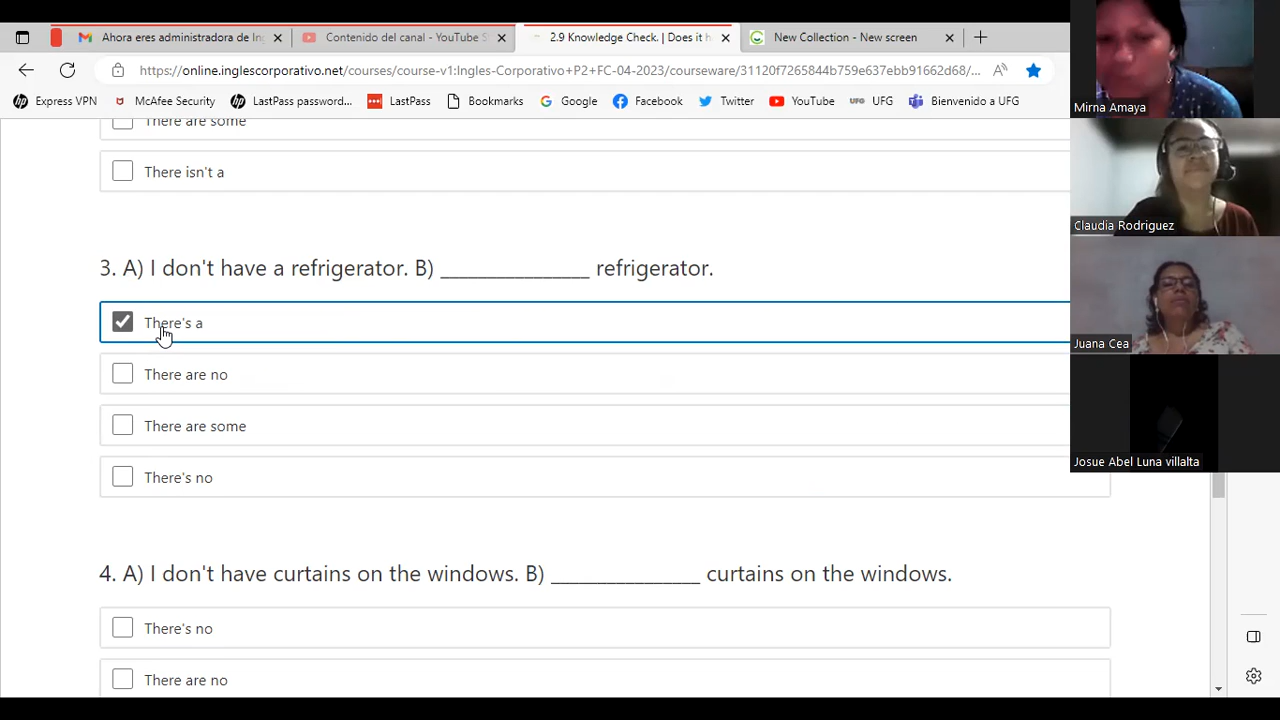 Ahora eres administradora de In
Contenido del canal - YouTube S
2.9 Knowledge Check. | Does it h
New Collection - New screen
https://online.inglescorporativo.net/courses/course-v1:Ingles-Corporativo+P2+FC-04-2023/courseware/31120f7265844b759e637ebb91662d68/...
Express VPN
McAfee Security
LastPass password...
LastPass
Bookmarks
Google
Facebook
Twitter
YouTube
UFG
UFG
Bienvenido a UFG
There are some
There isn't a
3. A) I don't have a refrigerator. B) _______________ refrigerator.
There's a
There are no
There are some
There's no
4. A) I don't have curtains on the windows. B) _______________ curtains on the windows.
There's no
There are no
Mirna Amaya
Claudia Rodriguez
Juana Cea
Josue Abel Luna villalta